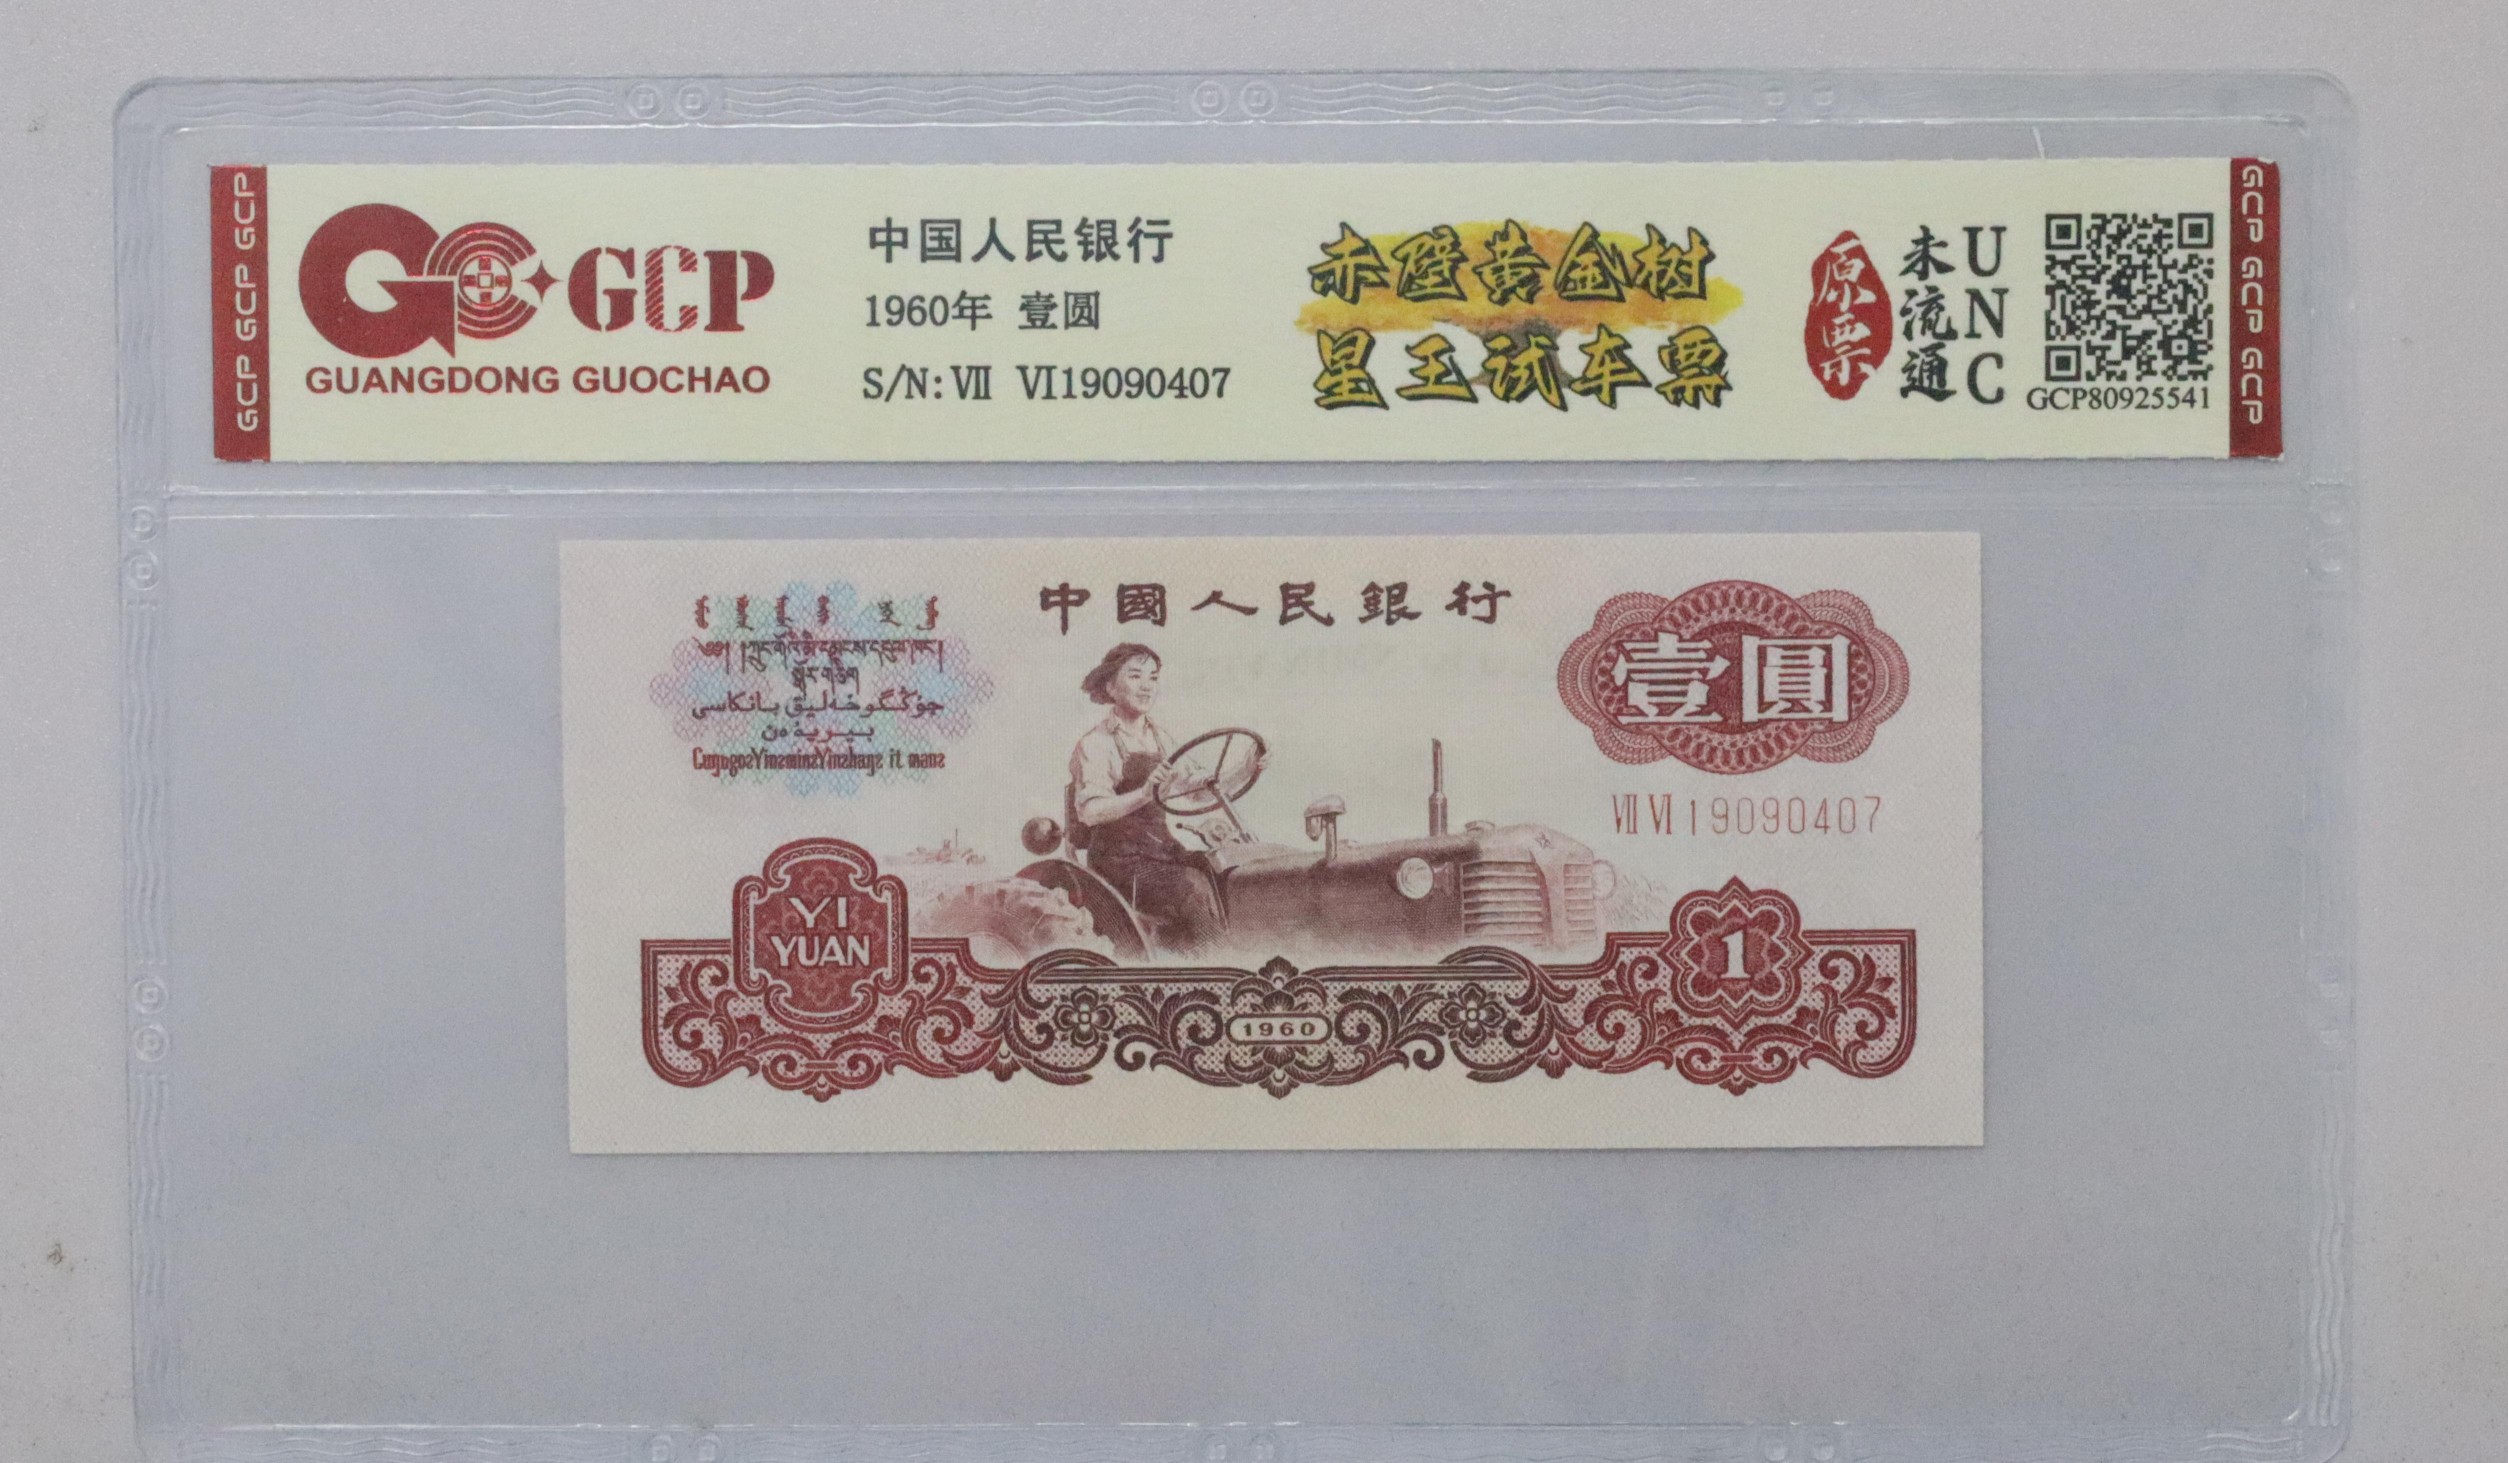 GCP GCP GCP
GCP
GUANGDONG GUOCHAO
中国人民银行
1960年 壹圆
S/N: Ⅶ Ⅵ19090407
赤壁黄金树
星王试车票
原票
未流通
UNC
GCP80925541
GCP GCP GCP
中國人民銀行
壹圓
Ⅶ Ⅵ 19090407
YI
YUAN
1
1960